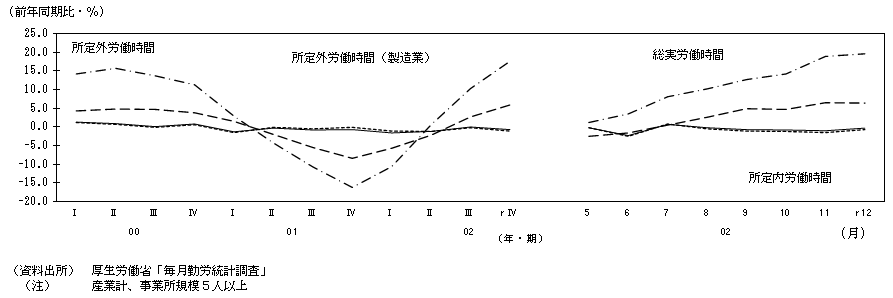 （前年同期比・％）
25.0
20.0
15.0
10.0
5.0
0.0
-5.0
-10.0
-15.0
-20.0
所定外労働時間
所定外労働時間（製造業）
総実労働時間
所定内労働時間
Ⅰ Ⅱ Ⅲ Ⅳ Ⅰ Ⅱ Ⅲ Ⅳ Ⅰ Ⅱ Ⅲ rⅣ 5 6 7 8 9 10 11 r12
00 01 02 （年・期） 02 （月）
（資料出所） 厚生労働省「毎月勤労統計調査」
（注） 産業計、事業所規模５人以上